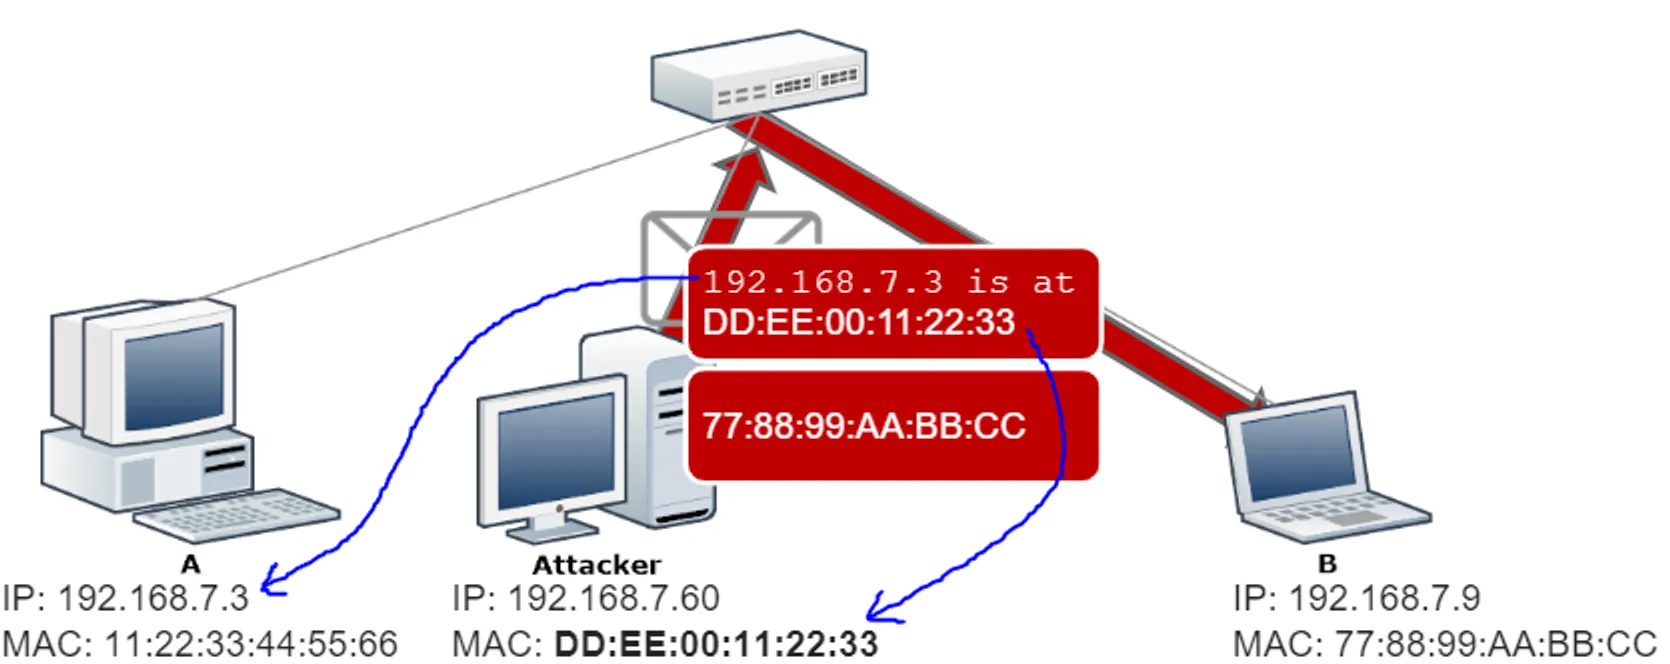 192.168.7.3 is at
DD:EE:00:11:22:33
77:88:99:AA:BB:CC
A
IP: 192.168.7.3
MAC: 11:22:33:44:55:66
Attacker
IP: 192.168.7.60
MAC: DD:EE:00:11:22:33
B
IP: 192.168.7.9
MAC: 77:88:99:AA:BB:CC